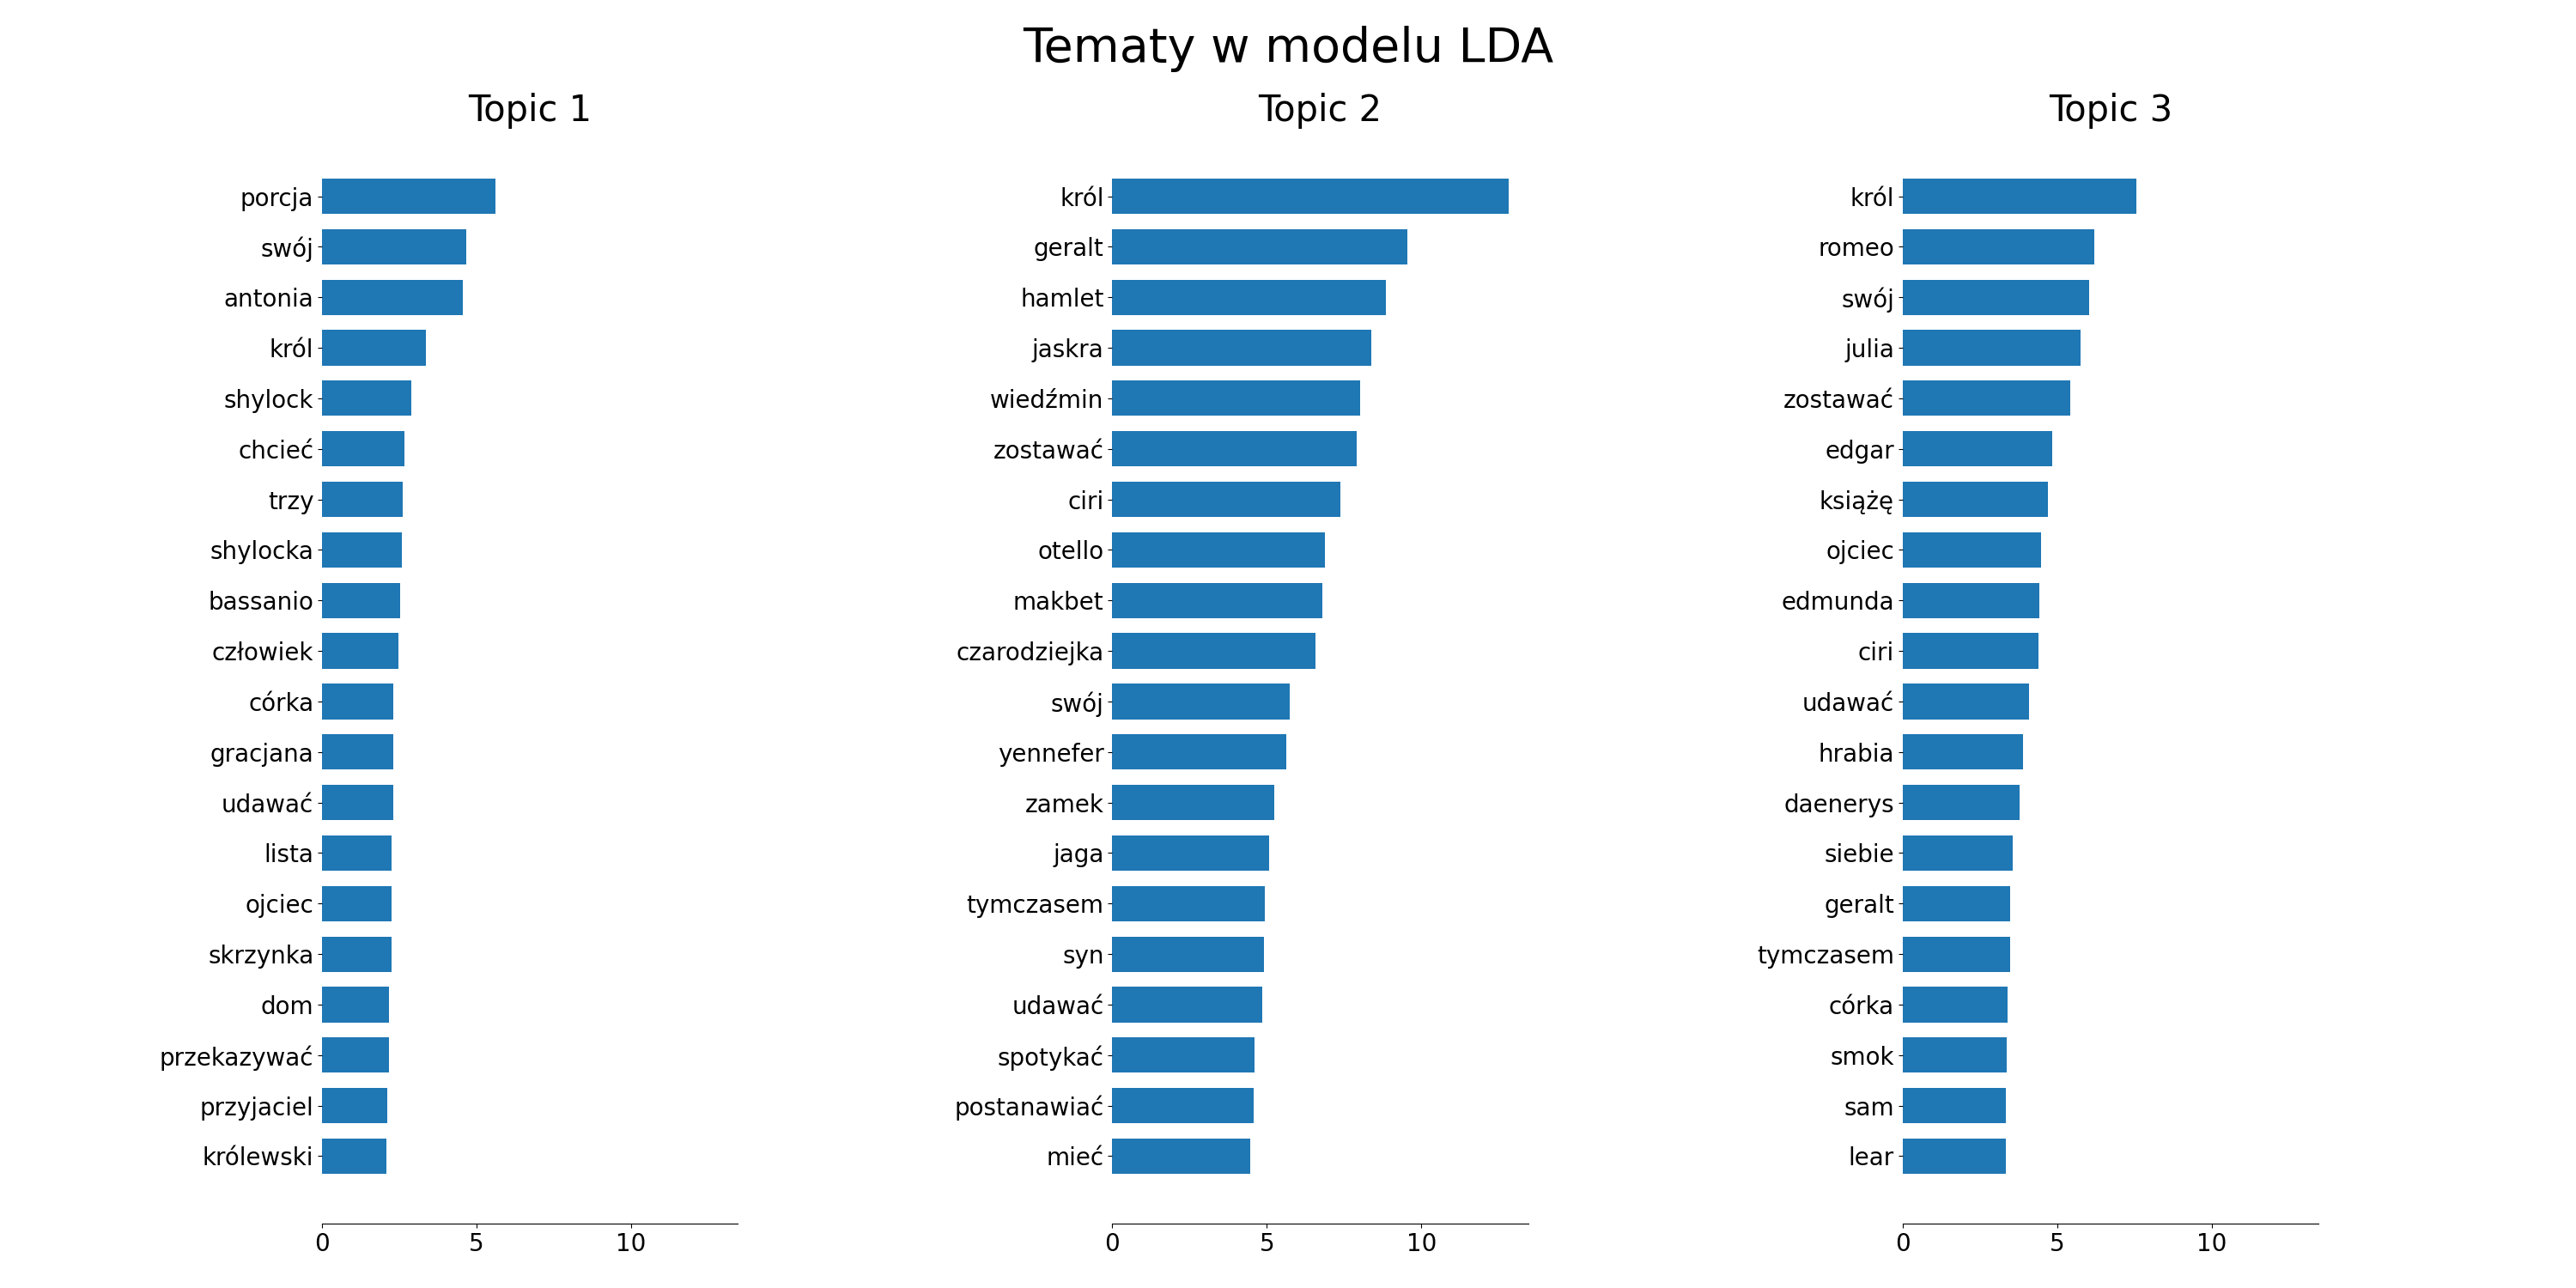 Tematy w modelu LDA
Topic 1
porcja
swój
antonia
król
shylock
chcieć
trzy
shylocka
bassanio
człowiek
córka
gracjana
udawać
lista
ojciec
skrzynka
dom
przekazywać
przyjaciel
królewski
0 5 10
Topic 2
król
geralt
hamlet
jaskra
wiedźmin
zostawać
ciri
otello
makbet
czarodziejka
swój
yennefer
zamek
jaga
tymczasem
syn
udawać
spotykać
postanawiać
mieć
0 5 10
Topic 3
król
romeo
swój
julia
zostawać
edgar
książę
ojciec
edmunda
ciri
udawać
hrabia
daenerys
siebie
geralt
tymczasem
córka
smok
sam
lear
0 5 10